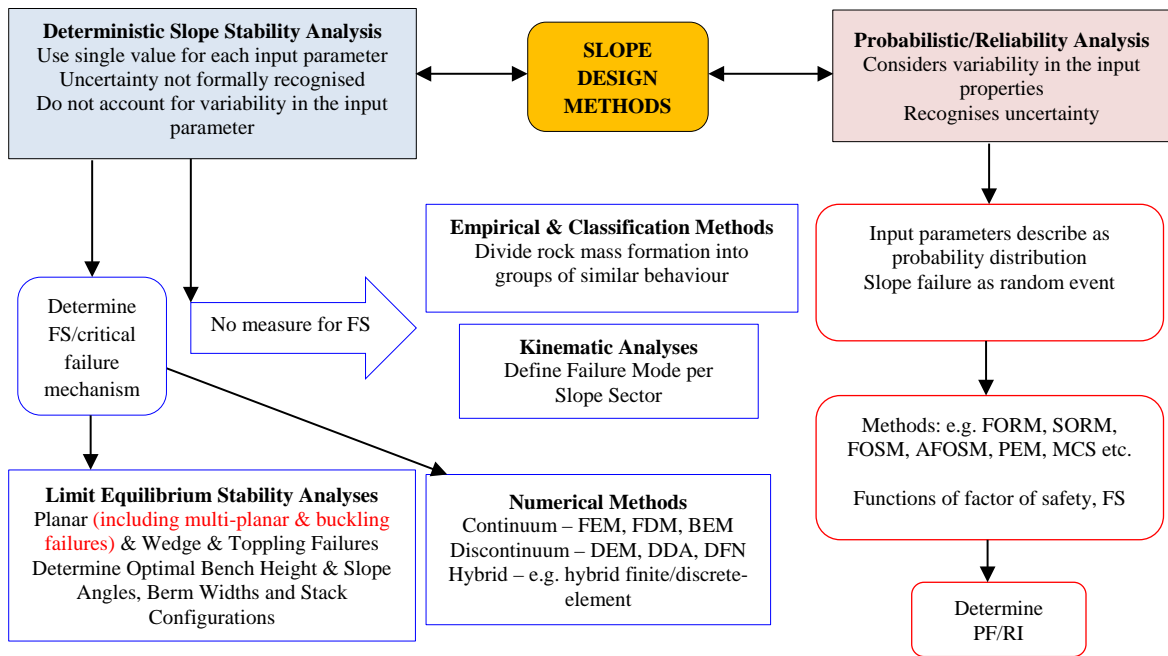 Deterministic Slope Stability Analysis
Use single value for each input parameter
Uncertainty not formally recognised
Do not account for variability in the input
parameter
SLOPE
DESIGN
METHODS
Probabilistic/Reliability Analysis
Considers variability in the input
properties
Recognises uncertainty
Empirical & Classification Methods
Divide rock mass formation into
groups of similar behaviour
Input parameters describe as
probability distribution
Slope failure as random event
Determine
FS/critical
failure
mechanism
No measure for FS
Kinematic Analyses
Define Failure Mode per
Slope Sector
Methods: e.g. FORM, SORM,
FOSM, AFOSM, PEM, MCS etc.
Functions of factor of safety, FS
Limit Equilibrium Stability Analyses
Planar (including multi-planar & buckling
failures) & Wedge & Toppling Failures
Determine Optimal Bench Height & Slope
Angles, Berm Widths and Stack
Configurations
Numerical Methods
Continuum – FEM, FDM, BEM
Discontinuum – DEM, DDA, DFN
Hybrid – e.g. hybrid finite/discrete-
element
Determine
PF/RI